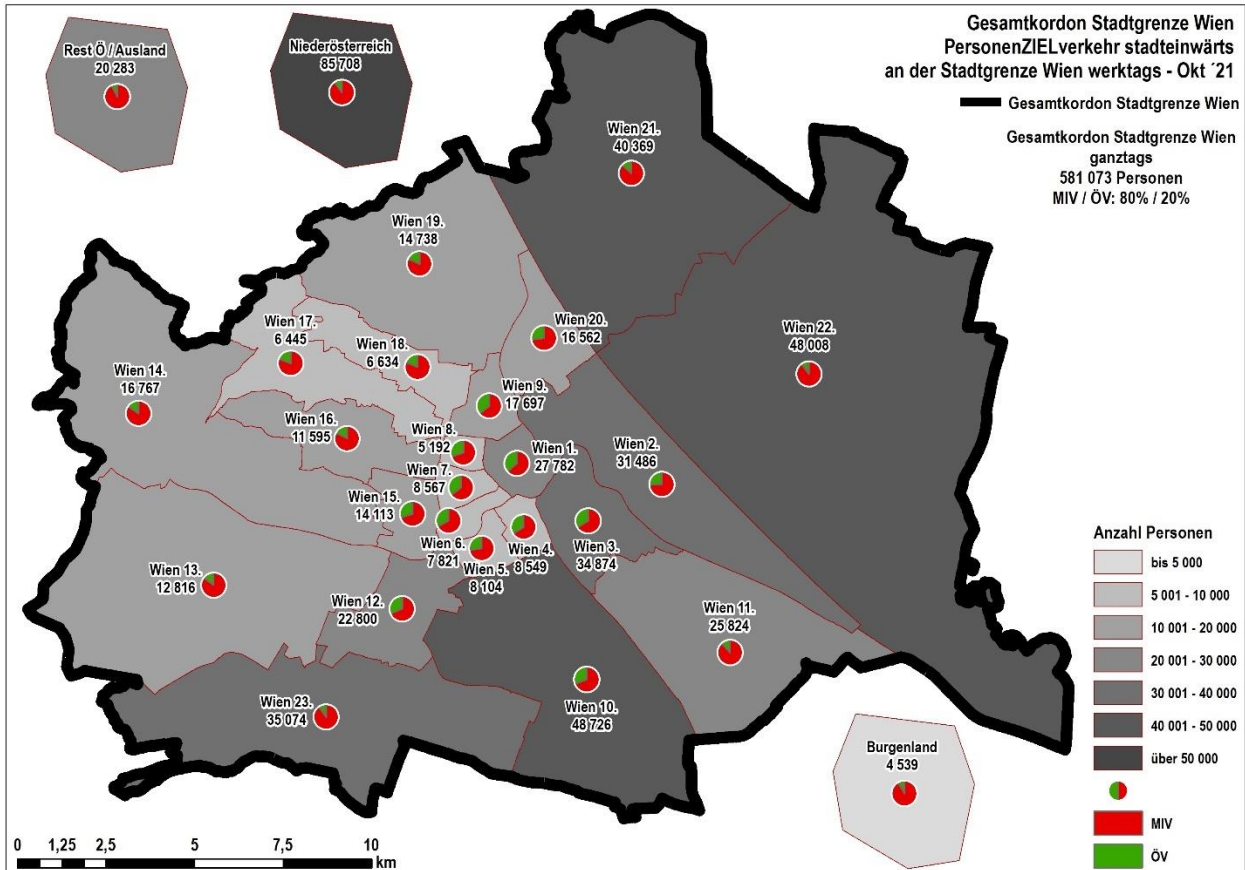 Gesamtkordon Stadtgrenze Wien
PersonenZIELverkehr stadteinwärts
an der Stadtgrenze Wien werktags - Okt ´21
Gesamtkordon Stadtgrenze Wien
Gesamtkordon Stadtgrenze Wien
ganztags
581 073 Personen
MIV / ÖV: 80% / 20%
Rest Ö / Ausland
20 283
Niederösterreich
85 708
Wien 21.
40 369
Wien 19.
14 738
Wien 20.
16 562
Wien 22.
48 008
Wien 17.
6 445
Wien 18.
6 634
Wien 14.
16 767
Wien 9.
17 697
Wien 16.
11 595
Wien 8.
5 192
Wien 1.
27 782
Wien 2.
31 486
Wien 7.
8 567
Wien 15.
14 113
Wien 6.
7 821
Wien 5.
8 104
Wien 4.
8 549
Wien 3.
34 874
Wien 13.
12 816
Wien 12.
22 800
Wien 11.
25 824
Wien 23.
35 074
Wien 10.
48 726
Burgenland
4 539
Anzahl Personen
bis 5 000
5 001 - 10 000
10 001 - 20 000
20 001 - 30 000
30 001 - 40 000
40 001 - 50 000
über 50 000
MIV
ÖV
0 1,25 2,5 5 7,5 10
km